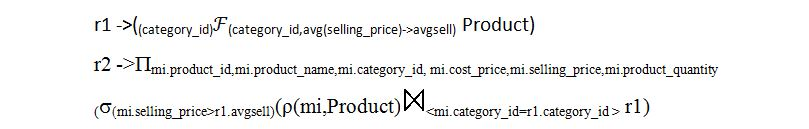 r1 ->((category_id)ℱ(category_id,avg(selling_price)->avgsell) Product)
r2 ->Πmi.product_id,mi.product_name,mi.category_id, mi.cost_price,mi.selling_price,mi.product_quantity
(σ(mi.selling_price>r1.avgsell)(ρ(mi,Product)⋈<mi.category_id=r1.category_id > r1)